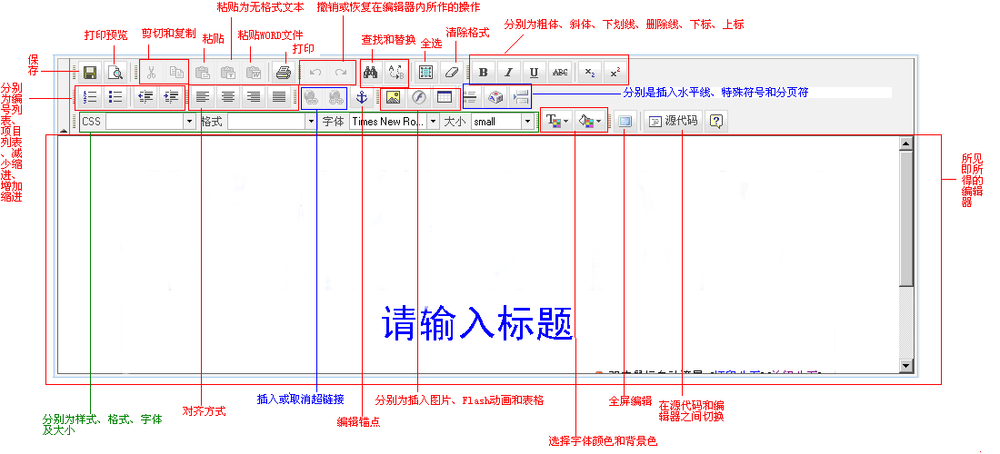 粘贴为无格式文本
撤销或恢复在编辑器内所作的操作
打印预览
剪切和复制
粘贴
粘贴WORD文件
打印
查找和替换
全选
清除格式
分别为粗体、斜体、下划线、删除线、下标、上标
保
存
B I U ABC x₂ x²
分别
为编
号列
表、
项目
列表
、减
少缩
进、
增加
缩进
分别是插入水平线、特殊符号和分页符
CSS 格式 字体 Times New Ro... 大小 small 源代码
所见
即所
得的
编辑
器
请输入标题
分别为样式、格式、字体
及大小
对齐方式
插入或取消超链接
编辑锚点
分别为插入图片、Flash动画和表格
选择字体颜色和背景色
全屏编辑
在源代码和编
辑器之间切换